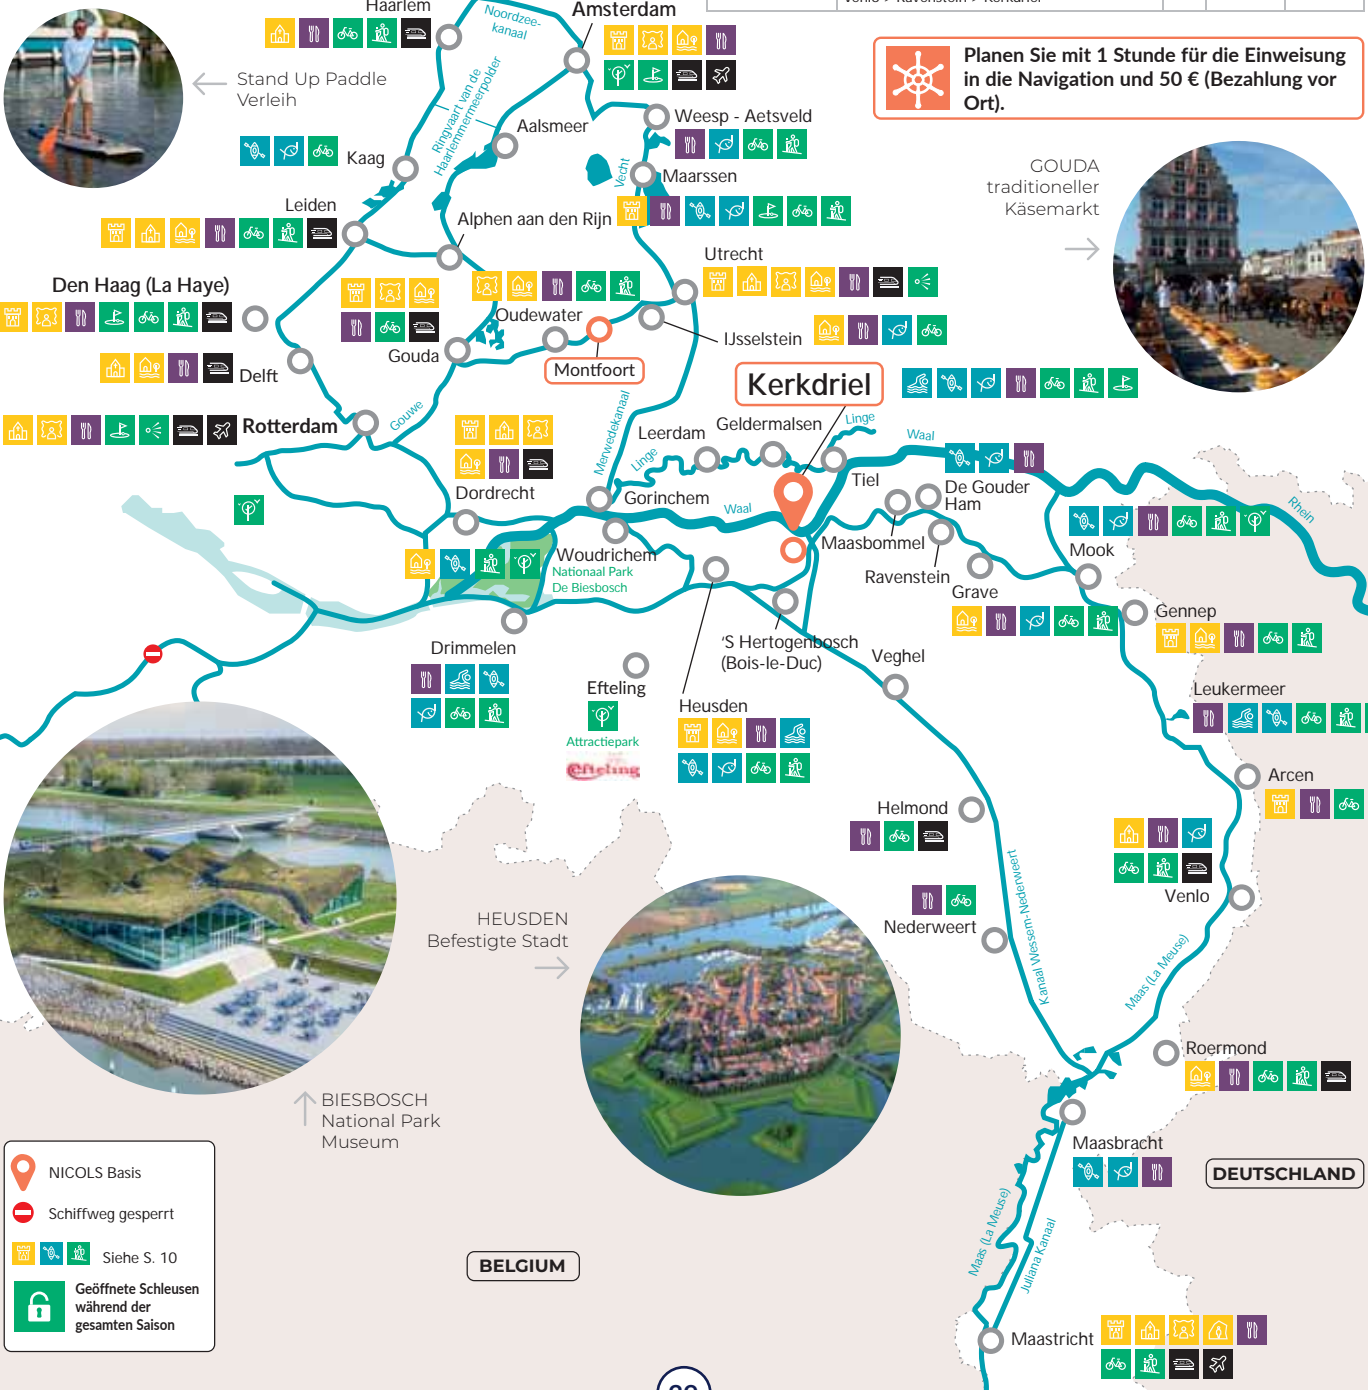 Haarlem
Noordzee-
kanaal
Amsterdam
Venlo > Ravenstein > Kerkdriel
Planen Sie mit 1 Stunde für die Einweisung
in die Navigation und 50 € (Bezahlung vor
Ort).
Stand Up Paddle
Verleih
Ringvaart van de
Haarlemmermeerpolder
Aalsmeer
Weesp - Aetsveld
Kaag
Vecht
Maarssen
GOUDA
traditioneller
Käsemarkt
Leiden
Alphen aan den Rijn
Utrecht
Den Haag (La Haye)
Oudewater
IJsselstein
Gouda
Montfoort
Delft
Kerkdriel
Rotterdam
Gouwe
Merwedekanaal
Leerdam
Geldermalsen
Linge
Linge
Waal
Tiel
De Gouder
Ham
Dordrecht
Gorinchem
Waal
Rhein
Maasbommel
Mook
Woudrichem
Nationaal Park
De Biesbosch
Ravenstein
Grave
Gennep
Drimmelen
'S Hertogenbosch
(Bois-le-Duc)
Veghel
Efteling
Attractiepark
Efteling
Heusden
Leukermeer
Arcen
Helmond
Venlo
Nederweert
Kanaal Wessem-Nederweert
Maas (La Meuse)
HEUSDEN
Befestigte Stadt
Roermond
BIESBOSCH
National Park
Museum
Maasbracht
DEUTSCHLAND
NICOLS Basis
Schiffweg gesperrt
Siehe S. 10
Geöffnete Schleusen
während der
gesamten Saison
BELGIUM
Maas (La Meuse)
Juliana Kanaal
Maastricht